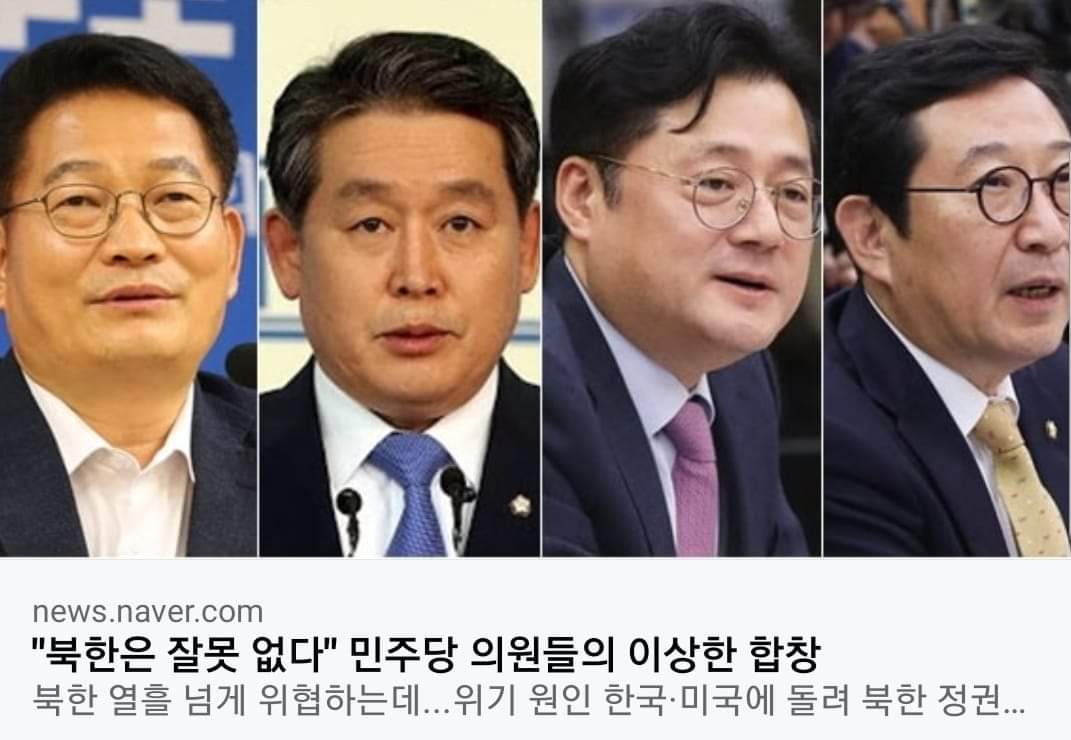 news.naver.com
"북한은 잘못 없다" 민주당 의원들의 이상한 합창
북한 열흘 넘게 위협하는데...위기 원인 한국·미국에 돌려 북한 정권...